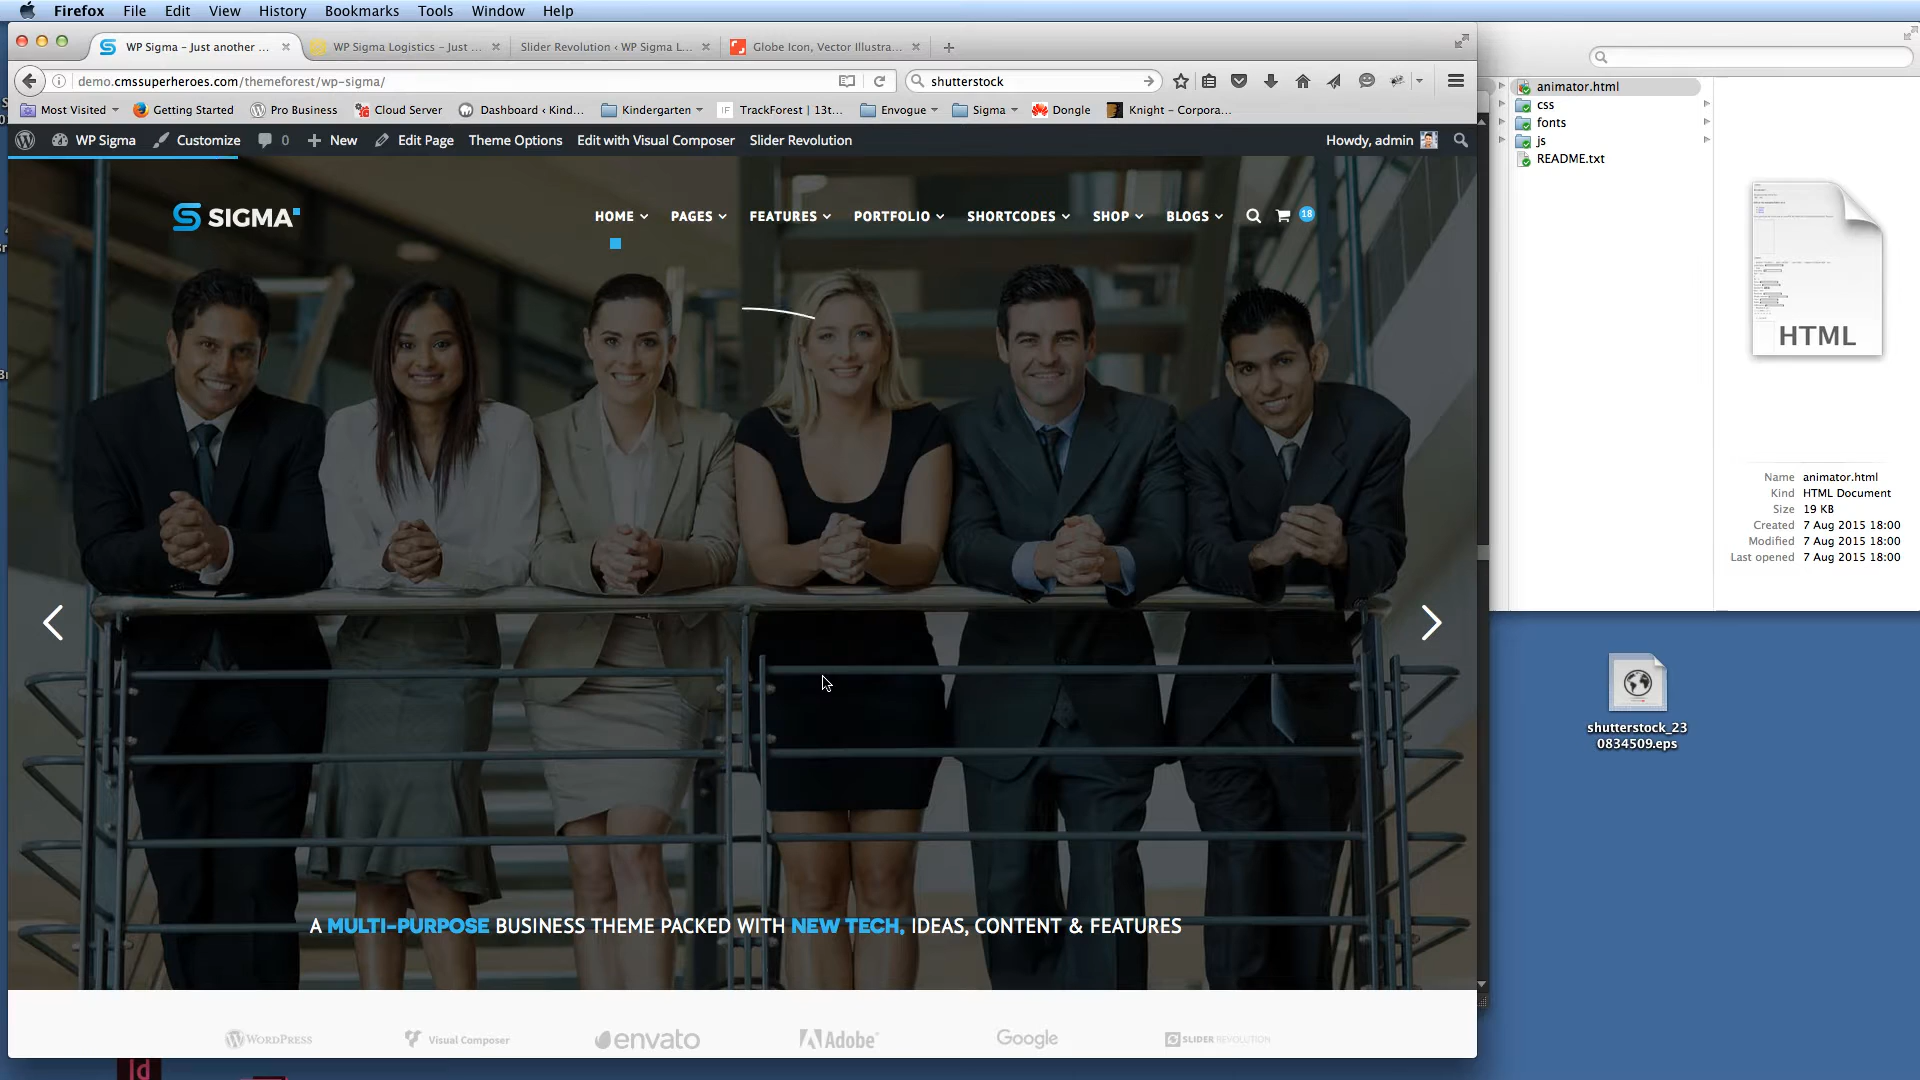 Firefox File Edit View History Bookmarks Tools Window Help
WP Sigma – Just another ... WP Sigma Logistics – Just ... Slider Revolution ‹ WP Sigma L... Globe Icon, Vector Illustra...
demo.cmssuperheroes.com/themeforest/wp-sigma/ shutterstock
Most Visited Getting Started Pro Business Cloud Server Dashboard ‹ Kind... Kindergarten TrackForest | 13t... Envogue Sigma Dongle Knight – Corpora...
WP Sigma Customize 0 New Edit Page Theme Options Edit with Visual Composer Slider Revolution Howdy, admin
SIGMA HOME PAGES FEATURES PORTFOLIO SHORTCODES SHOP BLOGS 18
A MULTI-PURPOSE BUSINESS THEME PACKED WITH NEW TECH, IDEAS, CONTENT & FEATURES
WORDPRESS Visual Composer envato Adobe Google SLIDER REVOLUTION
animator.html
css
fonts
js
README.txt
HTML
Name animator.html
Kind HTML Document
Size 19 KB
Created 7 Aug 2015 18:00
Modified 7 Aug 2015 18:00
Last opened 7 Aug 2015 18:00
shutterstock_23
0834509.eps
Id